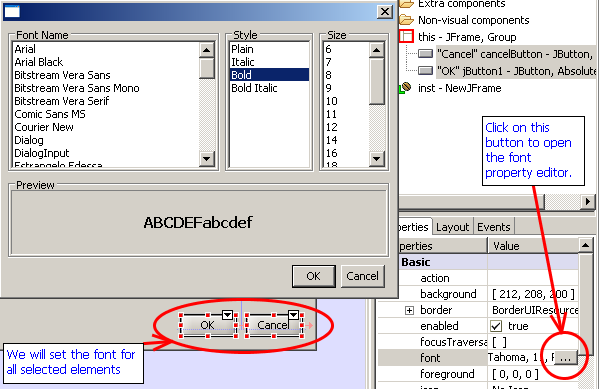 Font Name
Arial
Arial Black
Bitstream Vera Sans
Bitstream Vera Sans Mono
Bitstream Vera Serif
Comic Sans MS
Courier New
Dialog
DialogInput
Estrangelo Edessa
Style
Plain
Italic
Bold
Bold Italic
Size
6
7
8
9
10
11
12
14
16
18
Preview
ABCDEFabcdef
OK
Cancel
Extra components
Non-visual components
this - JFrame, Group
"Cancel" cancelButton - JButton,
"OK" jButton1 - JButton, Absolute
inst - NewJFrame
Click on this
button to open
the font
property editor.
perties
Layout
Events
operties
Value
Basic
action
background
[ 212, 208, 200 ]
border
BorderUIResource
enabled
true
focusTraversa
[ ]
font
Tahoma, 11,
...
foreground
[ 0, 0, 0 ]
icon
No Icon
OK
Cancel
We will set the font for
all selected elements